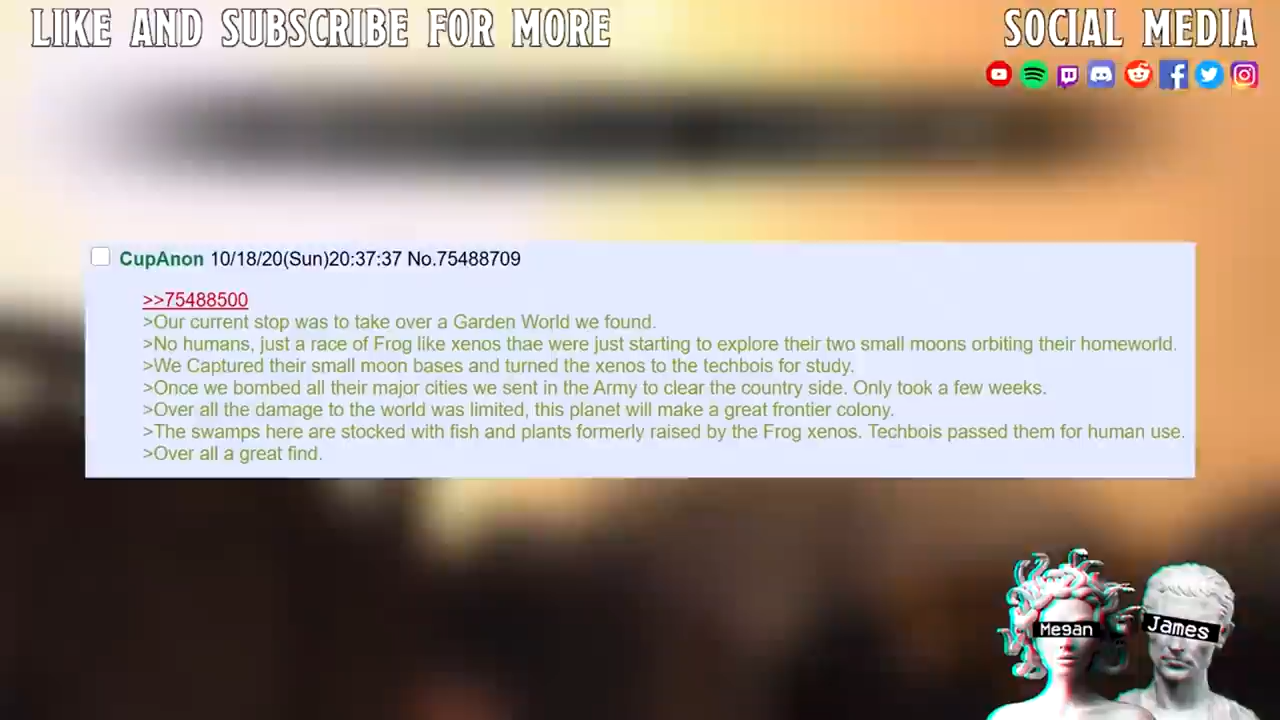 LIKE AND SUBSCRIBE FOR MORE
SOCIAL MEDIA
CupAnon 10/18/20(Sun)20:37:37 No.75488709
>>75488500
>Our current stop was to take over a Garden World we found.
>No humans, just a race of Frog like xenos thae were just starting to explore their two small moons orbiting their homeworld.
>We Captured their small moon bases and turned the xenos to the techbois for study.
>Once we bombed all their major cities we sent in the Army to clear the country side. Only took a few weeks.
>Over all the damage to the world was limited, this planet will make a great frontier colony.
>The swamps here are stocked with fish and plants formerly raised by the Frog xenos. Techbois passed them for human use.
>Over all a great find.
Megan
James